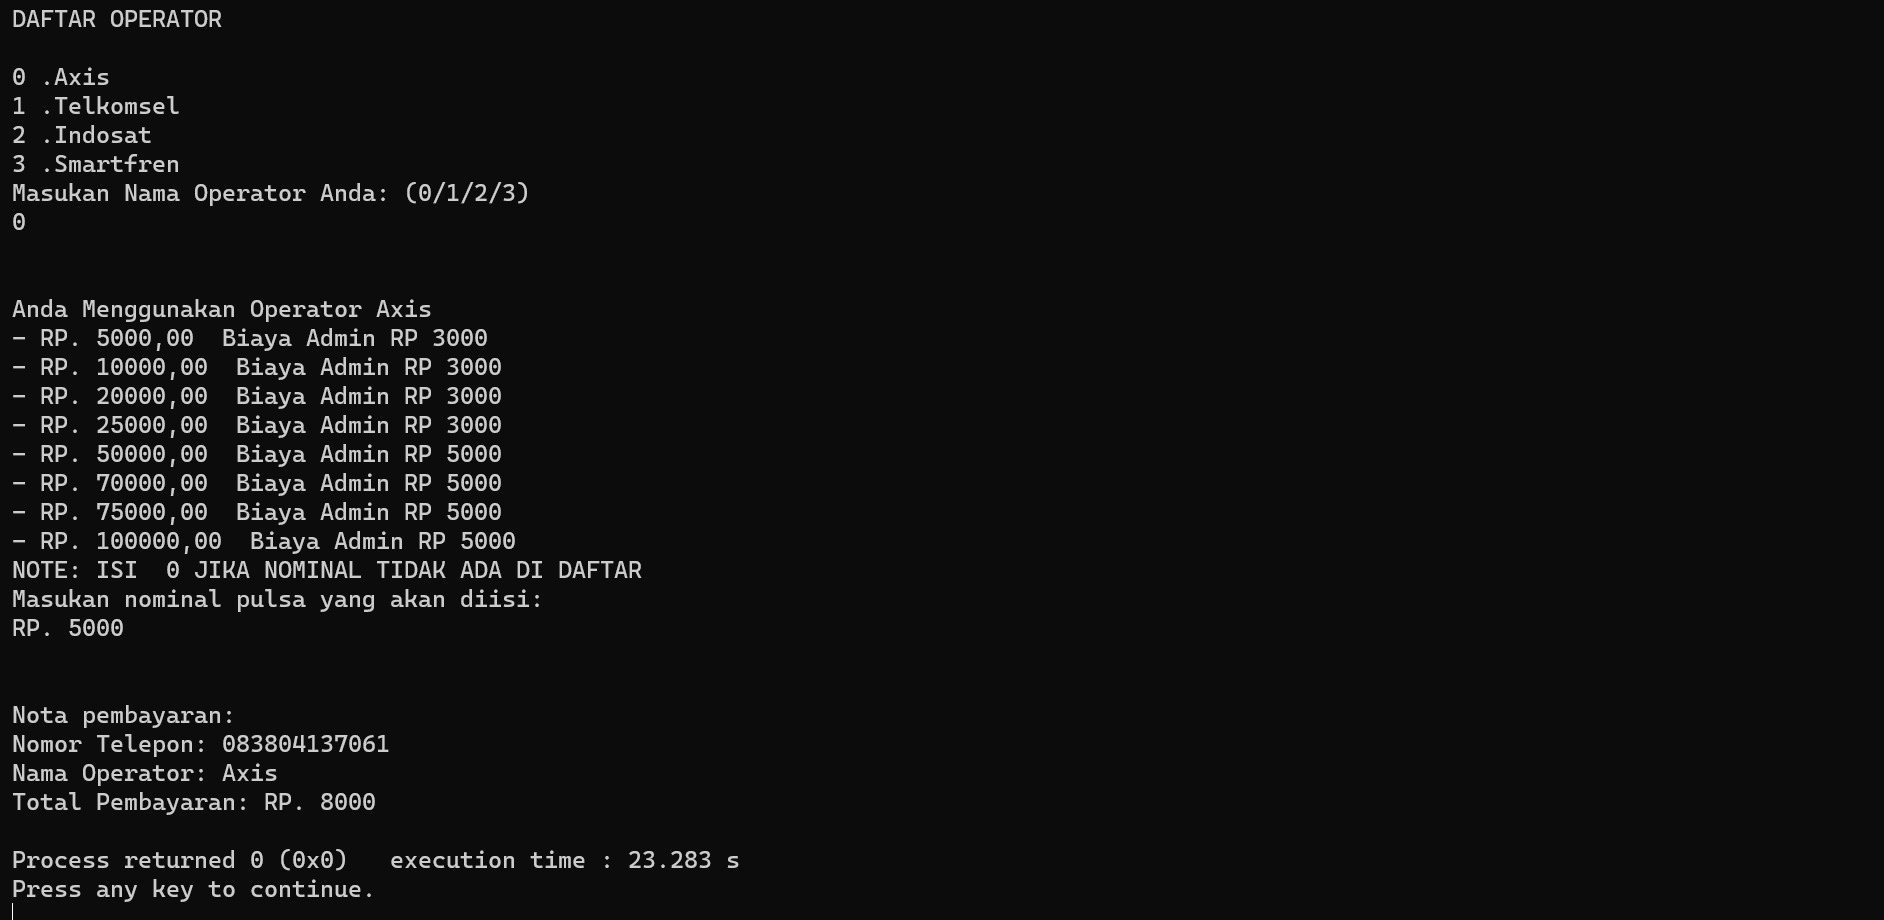 DAFTAR OPERATOR
0 .Axis
1 .Telkomsel
2 .Indosat
3 .Smartfren
Masukan Nama Operator Anda: (0/1/2/3)
0
Anda Menggunakan Operator Axis
- RP. 5000,00  Biaya Admin RP 3000
- RP. 10000,00  Biaya Admin RP 3000
- RP. 20000,00  Biaya Admin RP 3000
- RP. 25000,00  Biaya Admin RP 3000
- RP. 50000,00  Biaya Admin RP 5000
- RP. 70000,00  Biaya Admin RP 5000
- RP. 75000,00  Biaya Admin RP 5000
- RP. 100000,00  Biaya Admin RP 5000
NOTE: ISI  0 JIKA NOMINAL TIDAK ADA DI DAFTAR
Masukan nominal pulsa yang akan diisi:
RP. 5000
Nota pembayaran:
Nomor Telepon: 083804137061
Nama Operator: Axis
Total Pembayaran: RP. 8000
Process returned 0 (0x0)   execution time : 23.283 s
Press any key to continue.